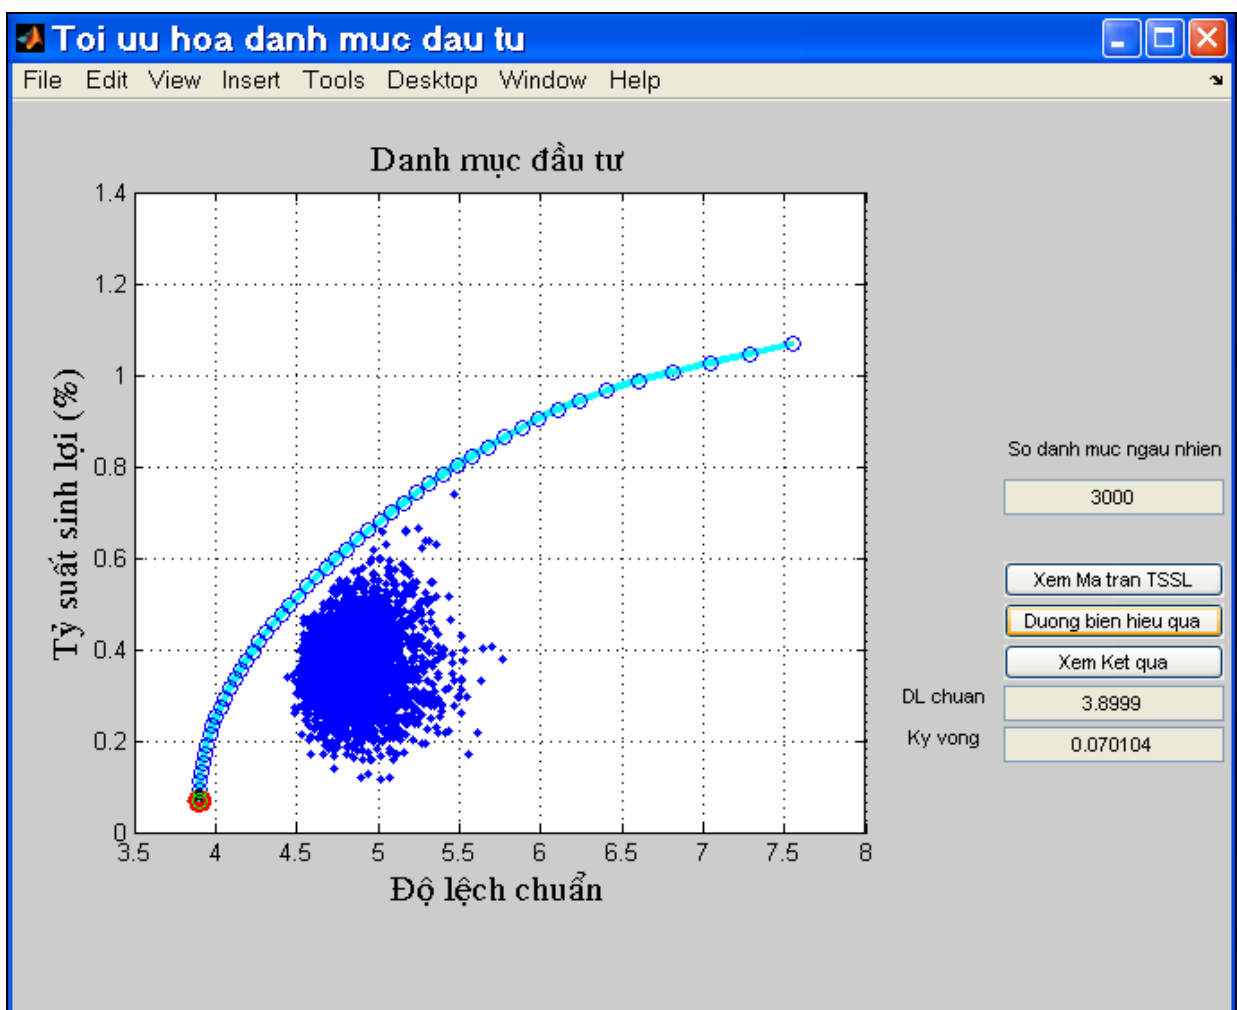 Toi uu hoa danh muc dau tu
File Edit View Insert Tools Desktop Window Help
Danh mục đầu tư
1.4
1.2
1
0.8
0.6
0.4
0.2
0
Tỷ suất sinh lợi (%)
3.5 4 4.5 5 5.5 6 6.5 7 7.5 8
Độ lệch chuẩn
So danh muc ngau nhien
3000
Xem Ma tran TSSL
Duong bien hieu qua
Xem Ket qua
DL chuan 3.8999
Ky vong 0.070104